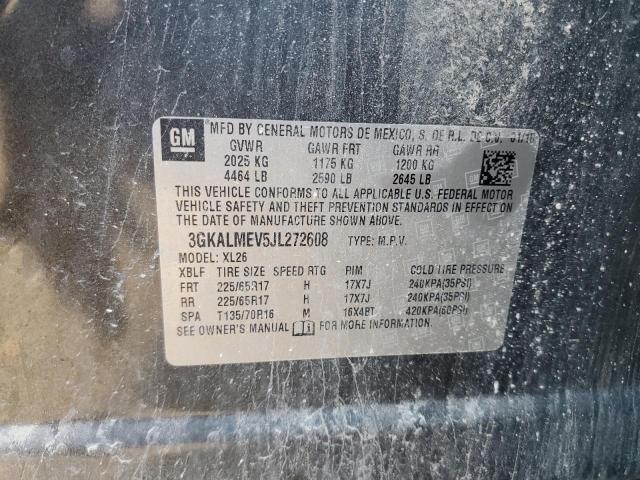 GM
MFD BY GENERAL MOTORS DE MEXICO, S. DE R.L. DE C.V. 01/18
GVWR GAWR FRT GAWR RR
2025 KG 1175 KG 1200 KG
4464 LB 2590 LB 2645 LB
THIS VEHICLE CONFORMS TO ALL APPLICABLE U.S. FEDERAL MOTOR
VEHICLE SAFETY AND THEFT PREVENTION STANDARDS IN EFFECT ON
THE DATE OF MANUFACTURE SHOWN ABOVE.
3GKALMEV5JL272608 TYPE: M.P.V.
MODEL: XL26
XBLF TIRE SIZE SPEED RTG RIM COLD TIRE PRESSURE
FRT 225/65R17 H 17X7J 240KPA(35PSI)
RR 225/65R17 H 17X7J 240KPA(35PSI)
SPA T135/70R16 M 16X4BT 420KPA(60PSI)
SEE OWNER'S MANUAL FOR MORE INFORMATION.